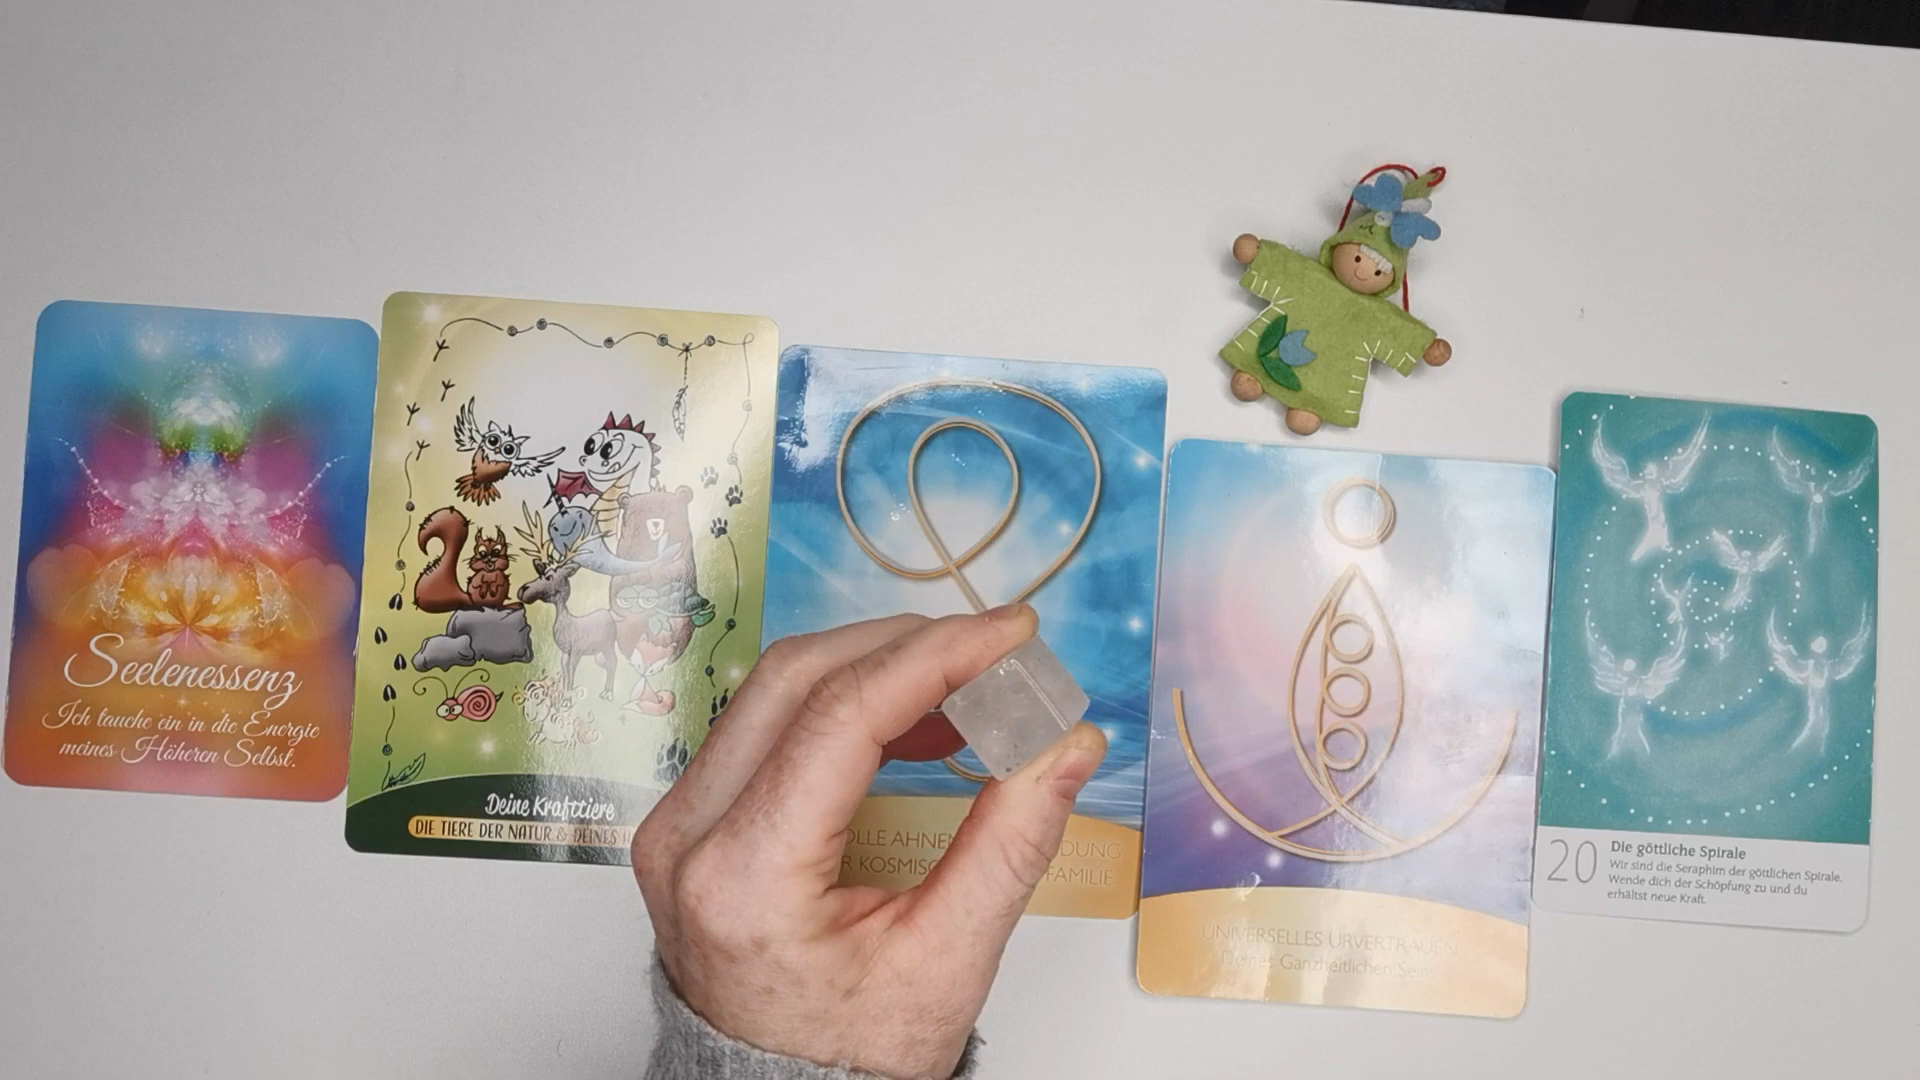 Seelenessenz
Ich tauche ein in die Energie
meines Höheren Selbst.
Deine Krafttiere
DIE TIERE DER NATUR & DEINES
UNIVERSELLES URVERTRAUEN
Deines Ganzheitlichen Seins
20
Die göttliche Spirale
Wir sind die Seraphim der göttlichen Spirale.
Wende dich der Schöpfung zu und du
erhältst neue Kraft.